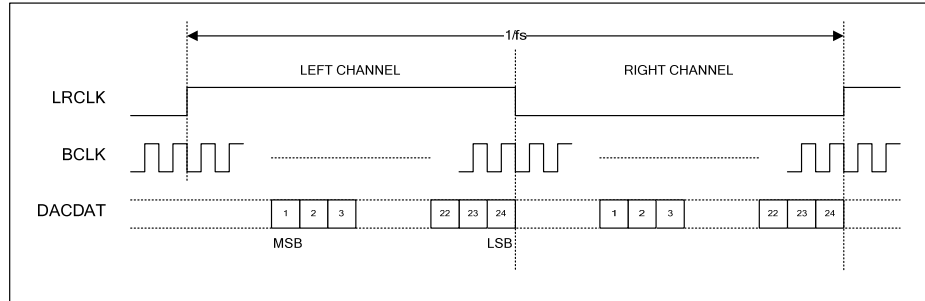 1/fs
LEFT CHANNEL RIGHT CHANNEL
LRCLK
BCLK
DACDAT
1 2 3 22 23 24 1 2 3 22 23 24
MSB LSB